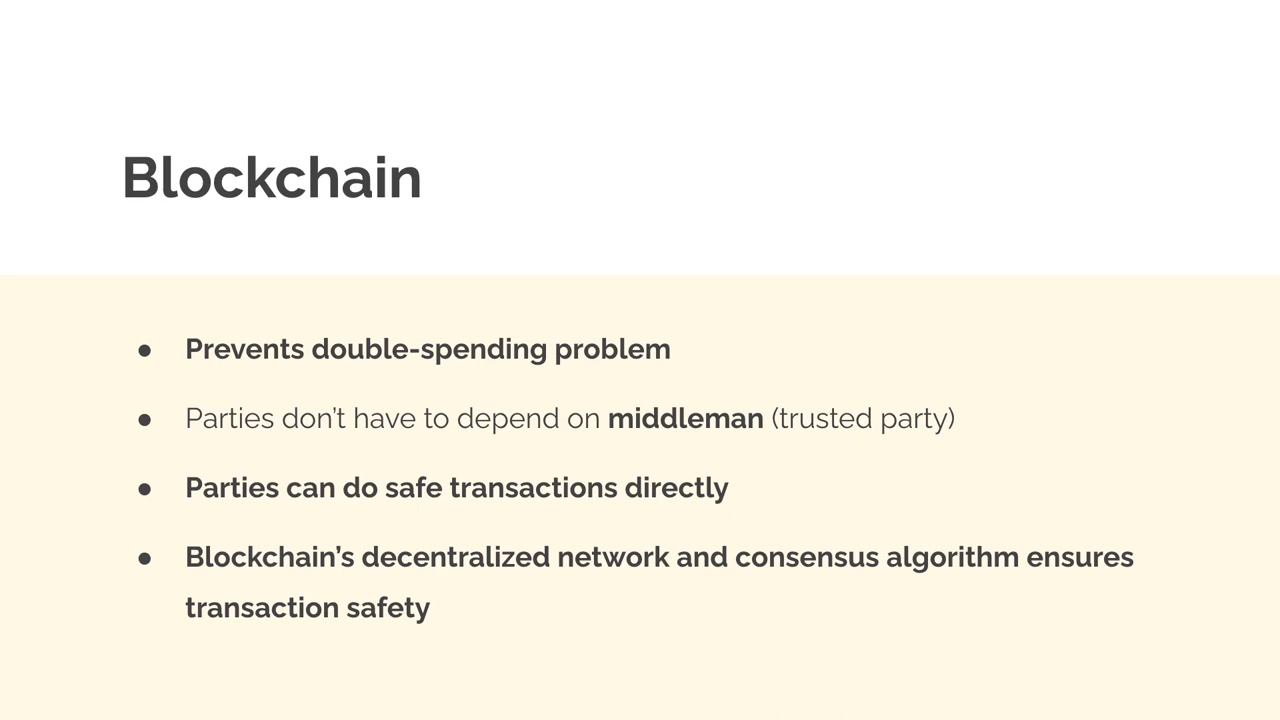 Blockchain
● Prevents double-spending problem
● Parties don’t have to depend on middleman (trusted party)
● Parties can do safe transactions directly
● Blockchain’s decentralized network and consensus algorithm ensures
transaction safety